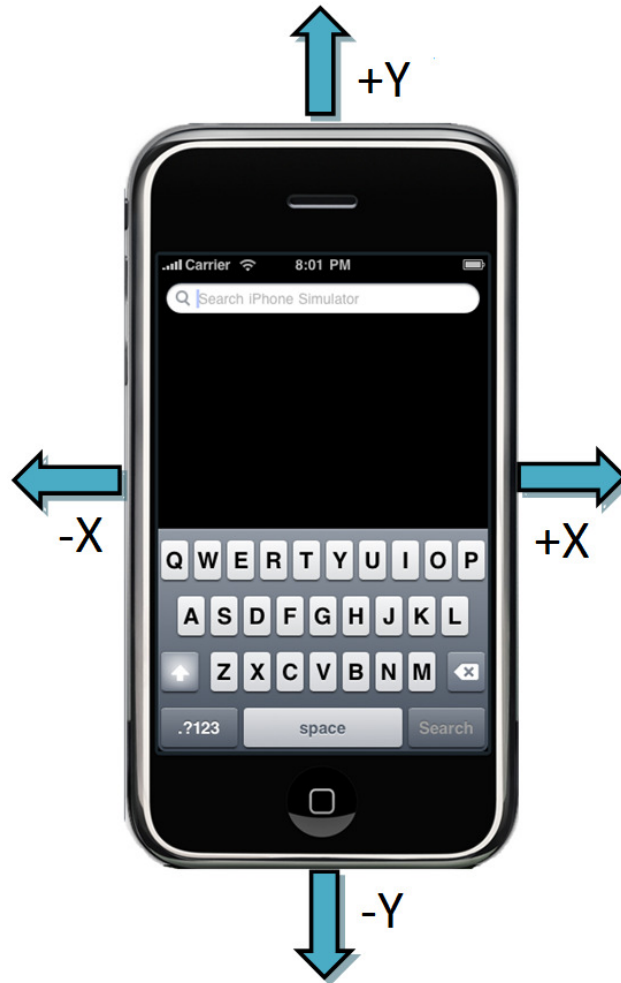 +Y
Carrier 8:01 PM
Search iPhone Simulator
-X
+X
Q W E R T Y U I O P
A S D F G H J K L
Z X C V B N M
.?123 space Search
-Y